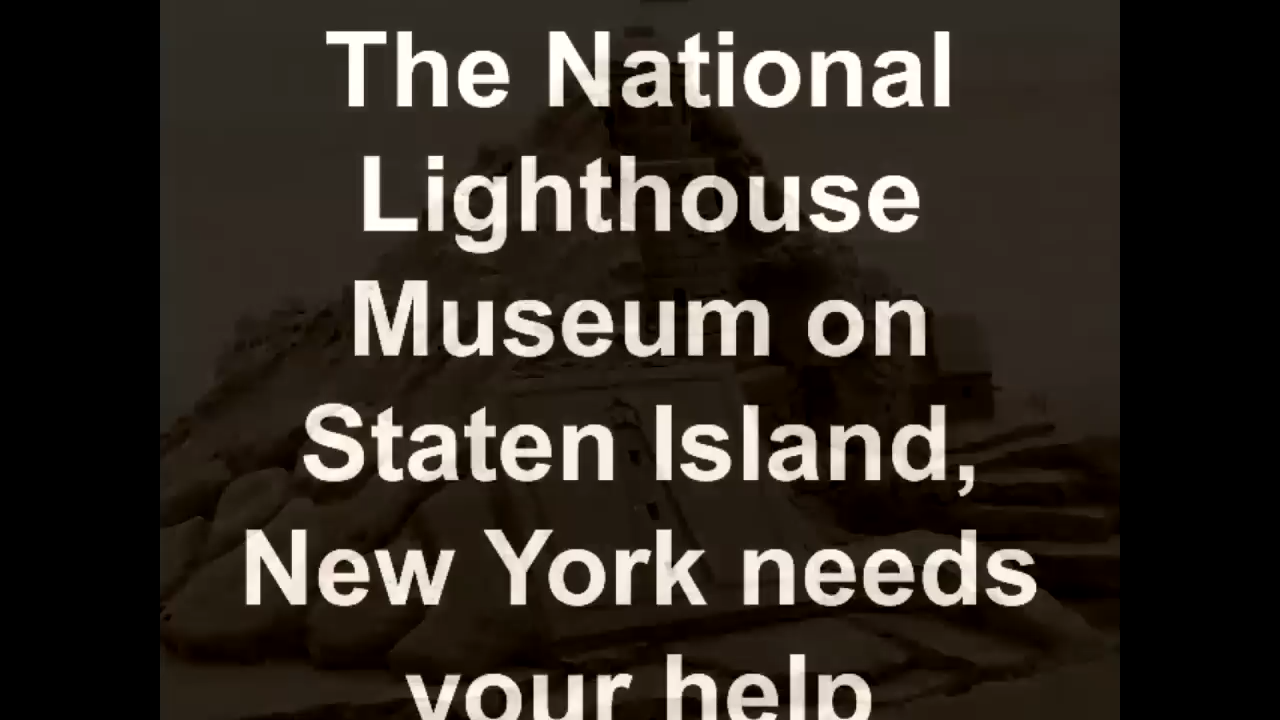 The National
Lighthouse
Museum on
Staten Island,
New York needs
your help